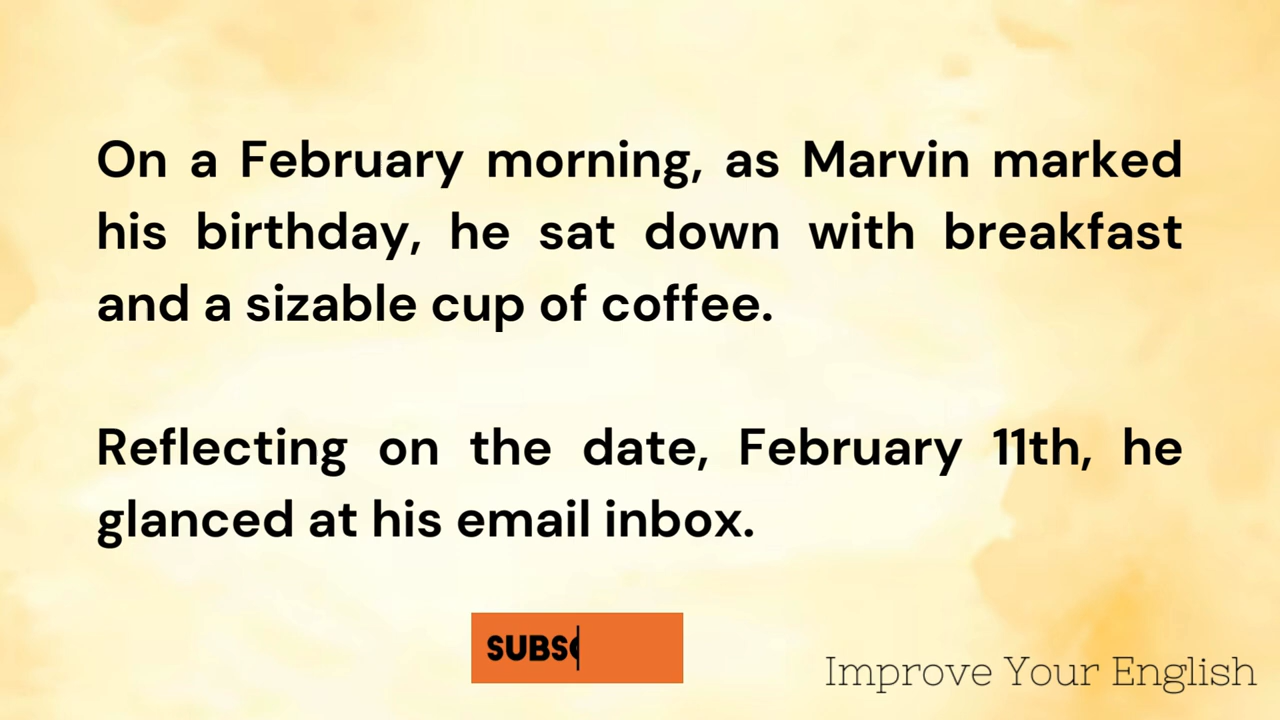 On a February morning, as Marvin marked
his birthday, he sat down with breakfast
and a sizable cup of coffee.
Reflecting on the date, February 11th, he
glanced at his email inbox.
SUBS
Improve Your English